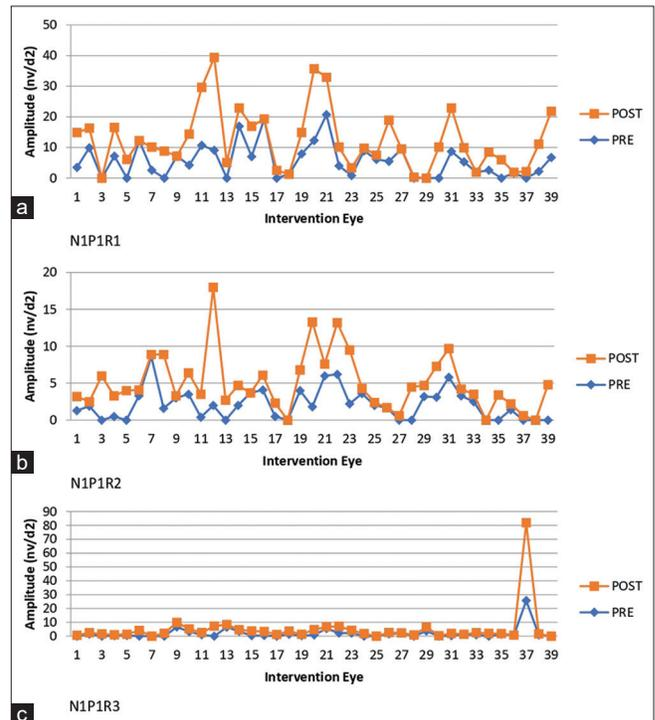 a
Amplitude (nv/d2)
50
40
30
20
10
0
1 3 5 7 9 11 13 15 17 19 21 23 25 27 29 31 33 35 37 39
Intervention Eye
POST
PRE
N1P1R1
b
Amplitude (nv/d2)
20
15
10
5
0
1 3 5 7 9 11 13 15 17 19 21 23 25 27 29 31 33 35 37 39
Intervention Eye
POST
PRE
N1P1R2
c
Amplitude (nv/d2)
90
80
70
60
50
40
30
20
10
0
1 3 5 7 9 11 13 15 17 19 21 23 25 27 29 31 33 35 37 39
Intervention Eye
POST
PRE
N1P1R3